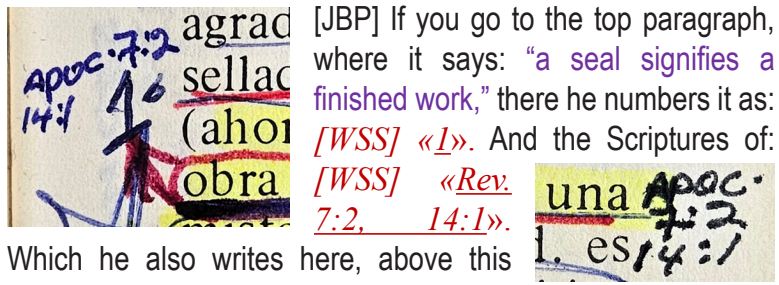 APOC. 7:2
14:1
1º
agrad
sellad
(ahor
obra
[JBP] If you go to the top paragraph,
where it says: “a seal signifies a
finished work,” there he numbers it as:
[WSS] «1». And the Scriptures of:
[WSS] «Rev.
7:2, 14:1».
una APOC.
7:2
d. es 14:1
Which he also writes here, above this